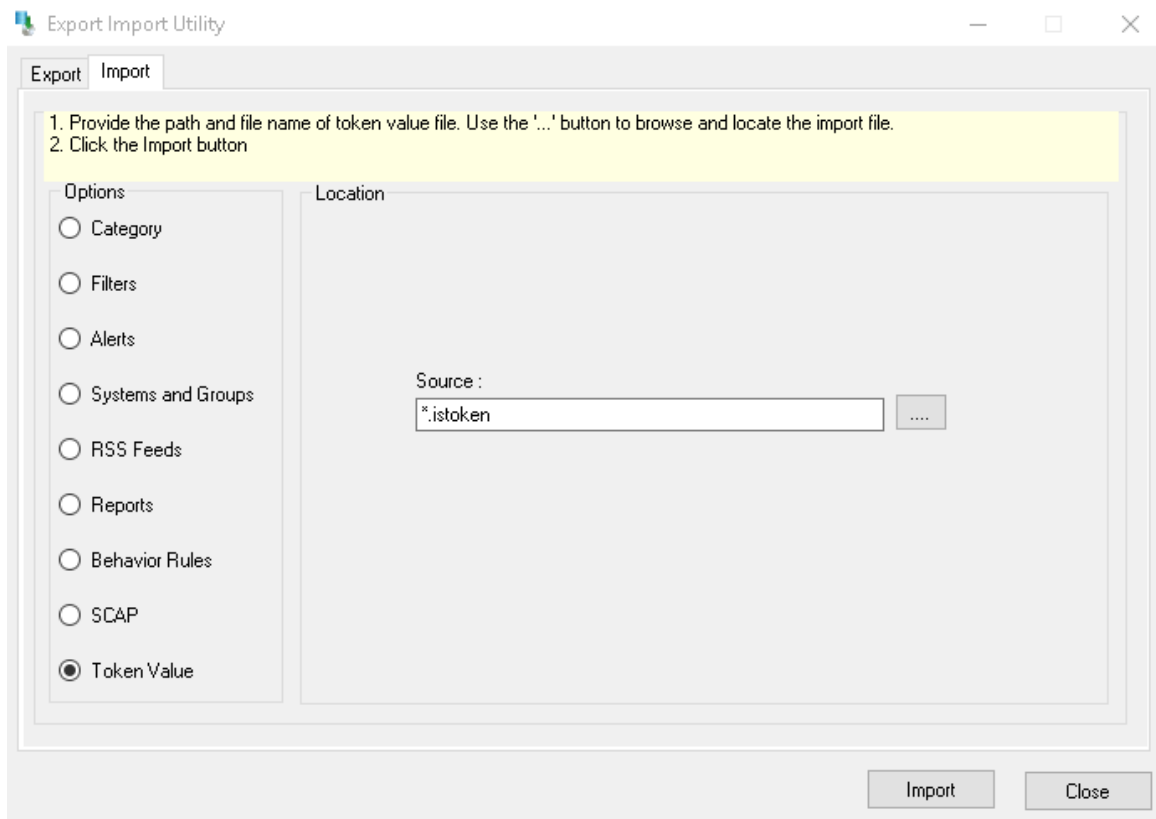 Export Import Utility
Export
Import
1. Provide the path and file name of token value file. Use the '...' button to browse and locate the import file.
2. Click the Import button
Options
Category
Filters
Alerts
Systems and Groups
RSS Feeds
Reports
Behavior Rules
SCAP
Token Value
Location
Source :
*.istoken
....
Import
Close